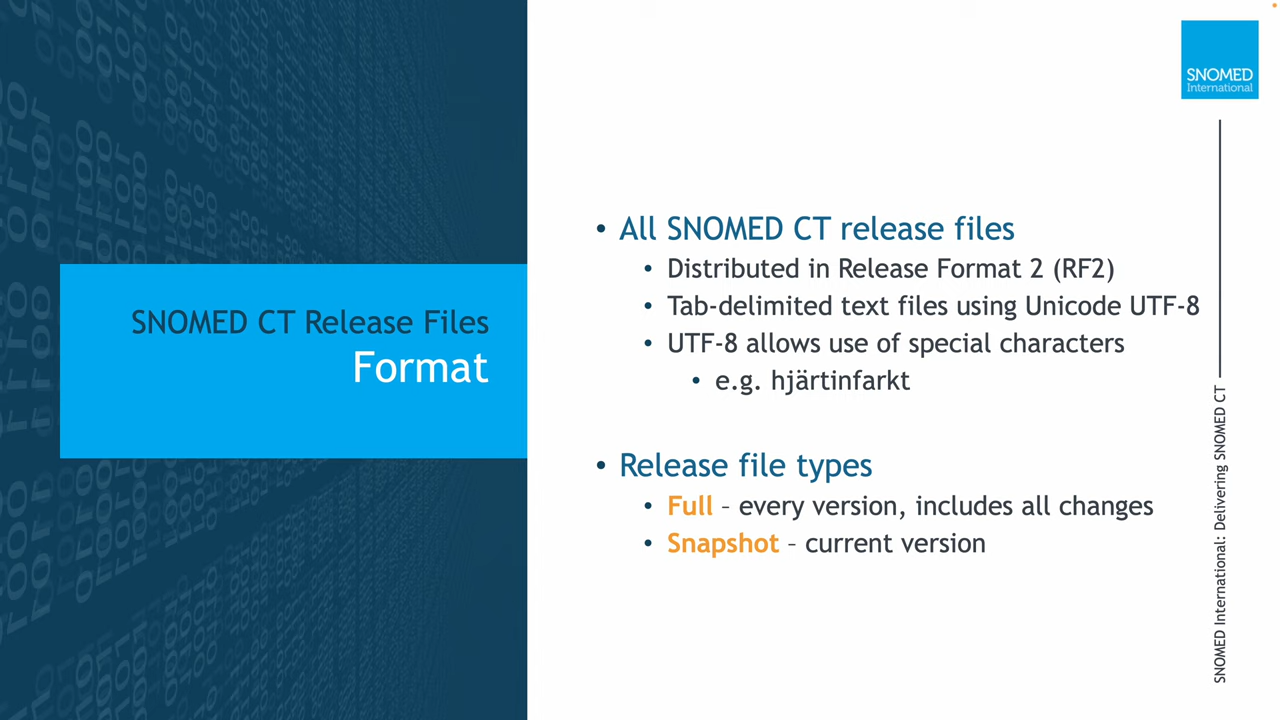 SNOMED
International
SNOMED CT Release Files
Format
• All SNOMED CT release files
• Distributed in Release Format 2 (RF2)
• Tab-delimited text files using Unicode UTF-8
• UTF-8 allows use of special characters
• e.g. hjärtinfarkt
• Release file types
• Full – every version, includes all changes
• Snapshot – current version
SNOMED International: Delivering SNOMED CT